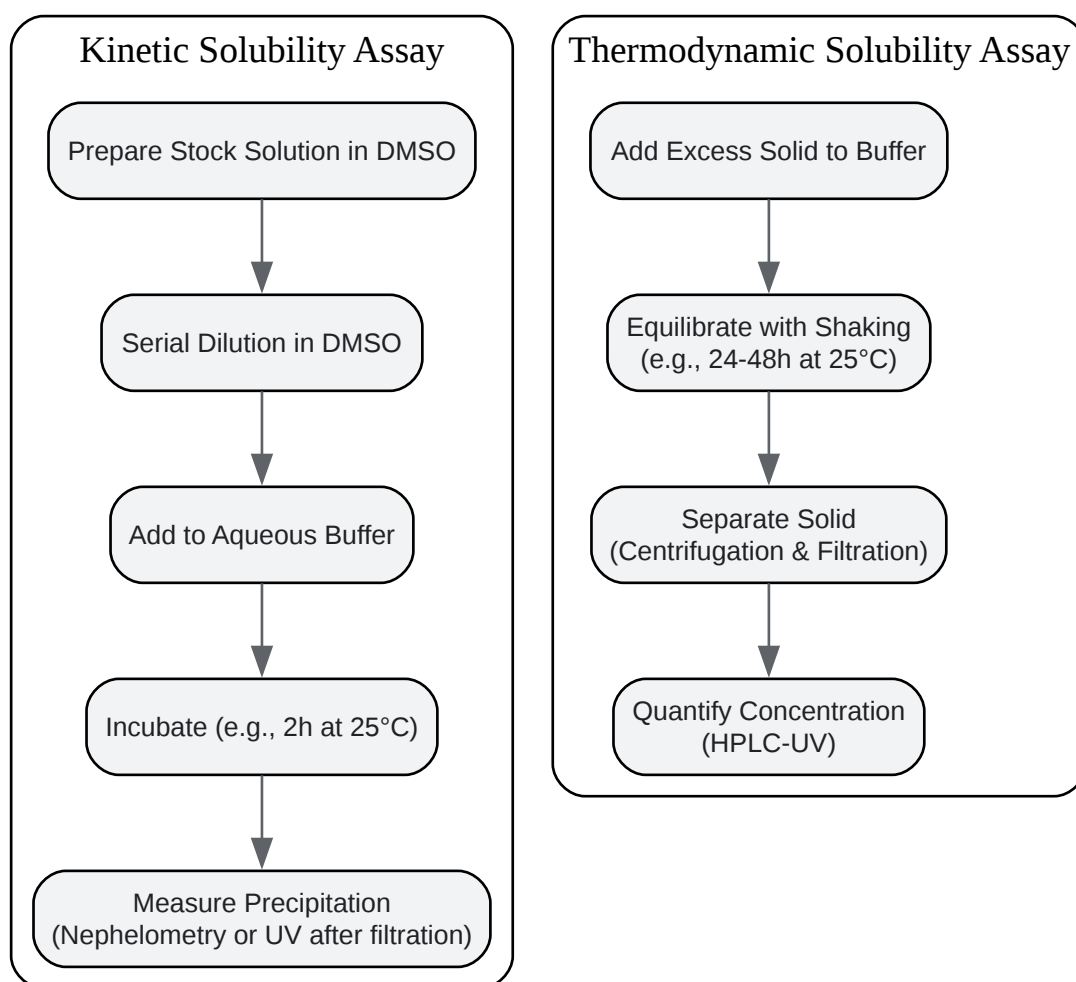 Kinetic Solubility Assay
Prepare Stock Solution in DMSO
Serial Dilution in DMSO
Add to Aqueous Buffer
Incubate (e.g., 2h at 25°C)
Measure Precipitation
(Nephelometry or UV after filtration)
Thermodynamic Solubility Assay
Add Excess Solid to Buffer
Equilibrate with Shaking
(e.g., 24-48h at 25°C)
Separate Solid
(Centrifugation & Filtration)
Quantify Concentration
(HPLC-UV)